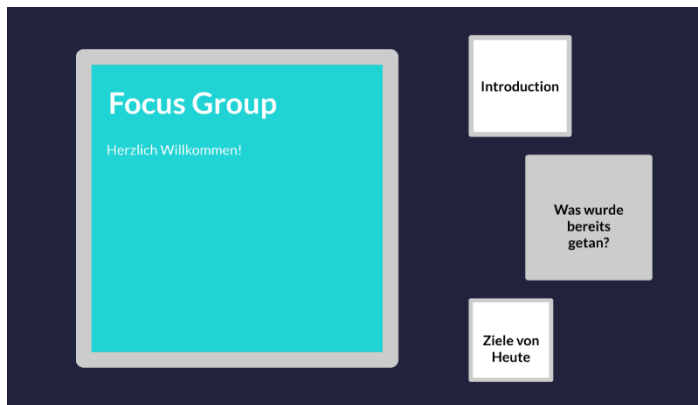 Focus Group
Herzlich Willkommen!
Introduction
Was wurde
bereits
getan?
Ziele von
Heute